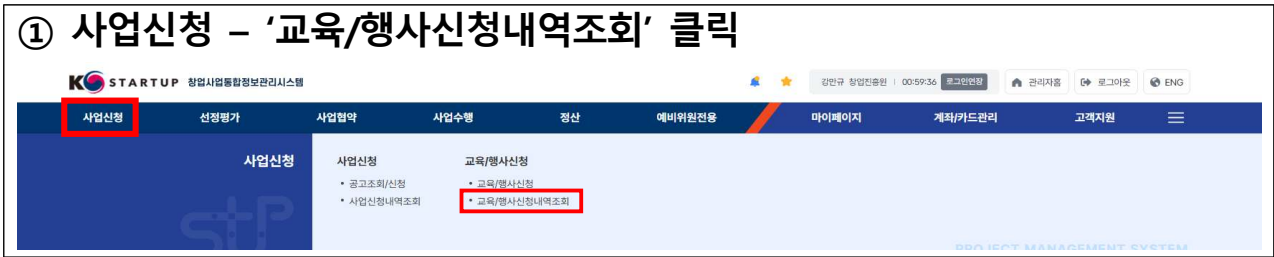 ① 사업신청 – ‘교육/행사신청내역조회’ 클릭
K STARTUP 창업사업통합정보관리시스템
강만규 창업진흥원 | 00:59:36 로그인연장 관리자홈 로그아웃 ENG
사업신청 선정평가 사업협약 사업수행 정산 예비위원전용 마이페이지 계좌/카드관리 고객지원
사업신청 사업신청 교육/행사신청
• 공고조회/신청 • 교육/행사신청
• 사업신청내역조회 • 교육/행사신청내역조회
PROJECT MANAGEMENT SYSTEM